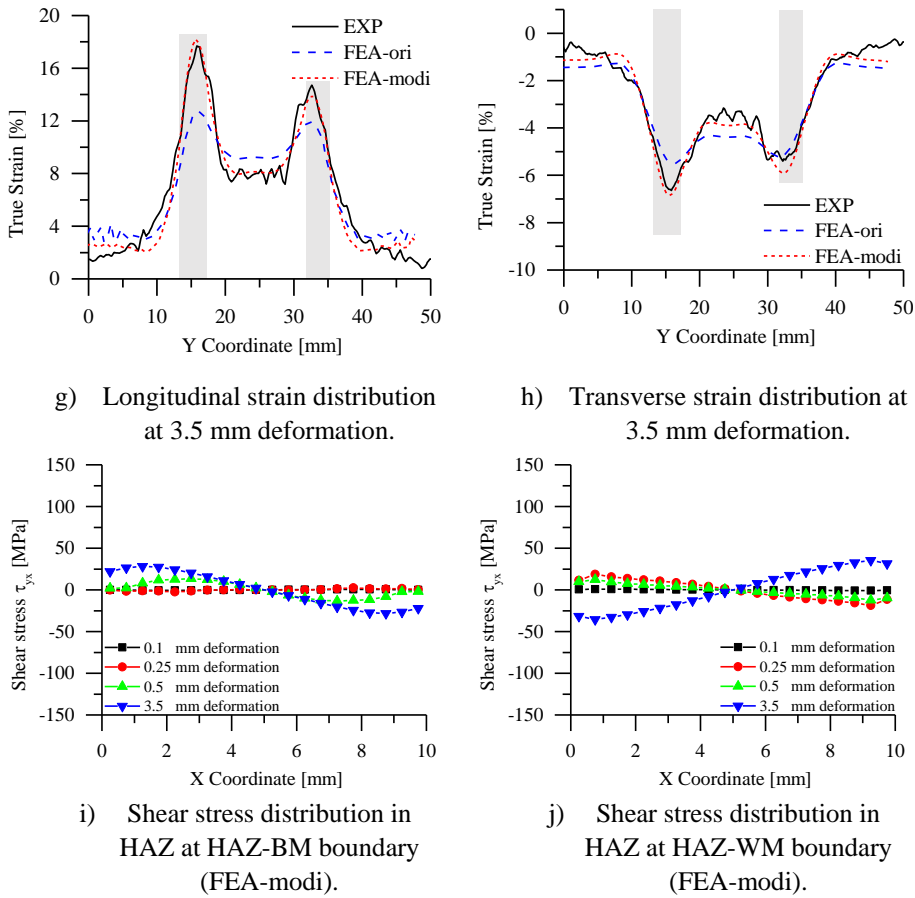 20
16
12
8
4
0
True Strain [%]
EXP
FEA-ori
FEA-modi
0 10 20 30 40 50
Y Coordinate [mm]
g) Longitudinal strain distribution
at 3.5 mm deformation.
0
-2
-4
-6
-8
-10
True Strain [%]
EXP
FEA-ori
FEA-modi
0 10 20 30 40 50
Y Coordinate [mm]
h) Transverse strain distribution at
3.5 mm deformation.
150
100
50
0
-50
-100
-150
Shear stress τyx [MPa]
0.1 mm deformation
0.25 mm deformation
0.5 mm deformation
3.5 mm deformation
0 2 4 6 8 10
X Coordinate [mm]
i) Shear stress distribution in
HAZ at HAZ-BM boundary
(FEA-modi).
150
100
50
0
-50
-100
-150
Shear stress τyx [MPa]
0.1 mm deformation
0.25 mm deformation
0.5 mm deformation
3.5 mm deformation
0 2 4 6 8 10
X Coordinate [mm]
j) Shear stress distribution in
HAZ at HAZ-WM boundary
(FEA-modi).